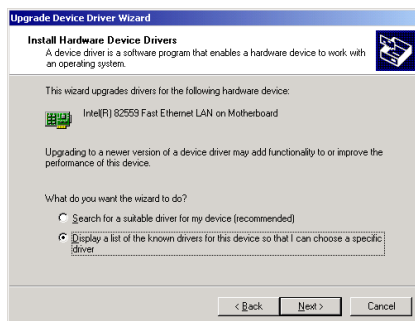 Upgrade Device Driver Wizard
Install Hardware Device Drivers
A device driver is a software program that enables a hardware device to work with
an operating system.
This wizard upgrades drivers for the following hardware device:
Intel(R) 82559 Fast Ethernet LAN on Motherboard
Upgrading to a newer version of a device driver may add functionality to or improve the
performance of this device.
What do you want the wizard to do?
Search for a suitable driver for my device (recommended)
Display a list of the known drivers for this device so that I can choose a specific
driver
< Back
Next >
Cancel